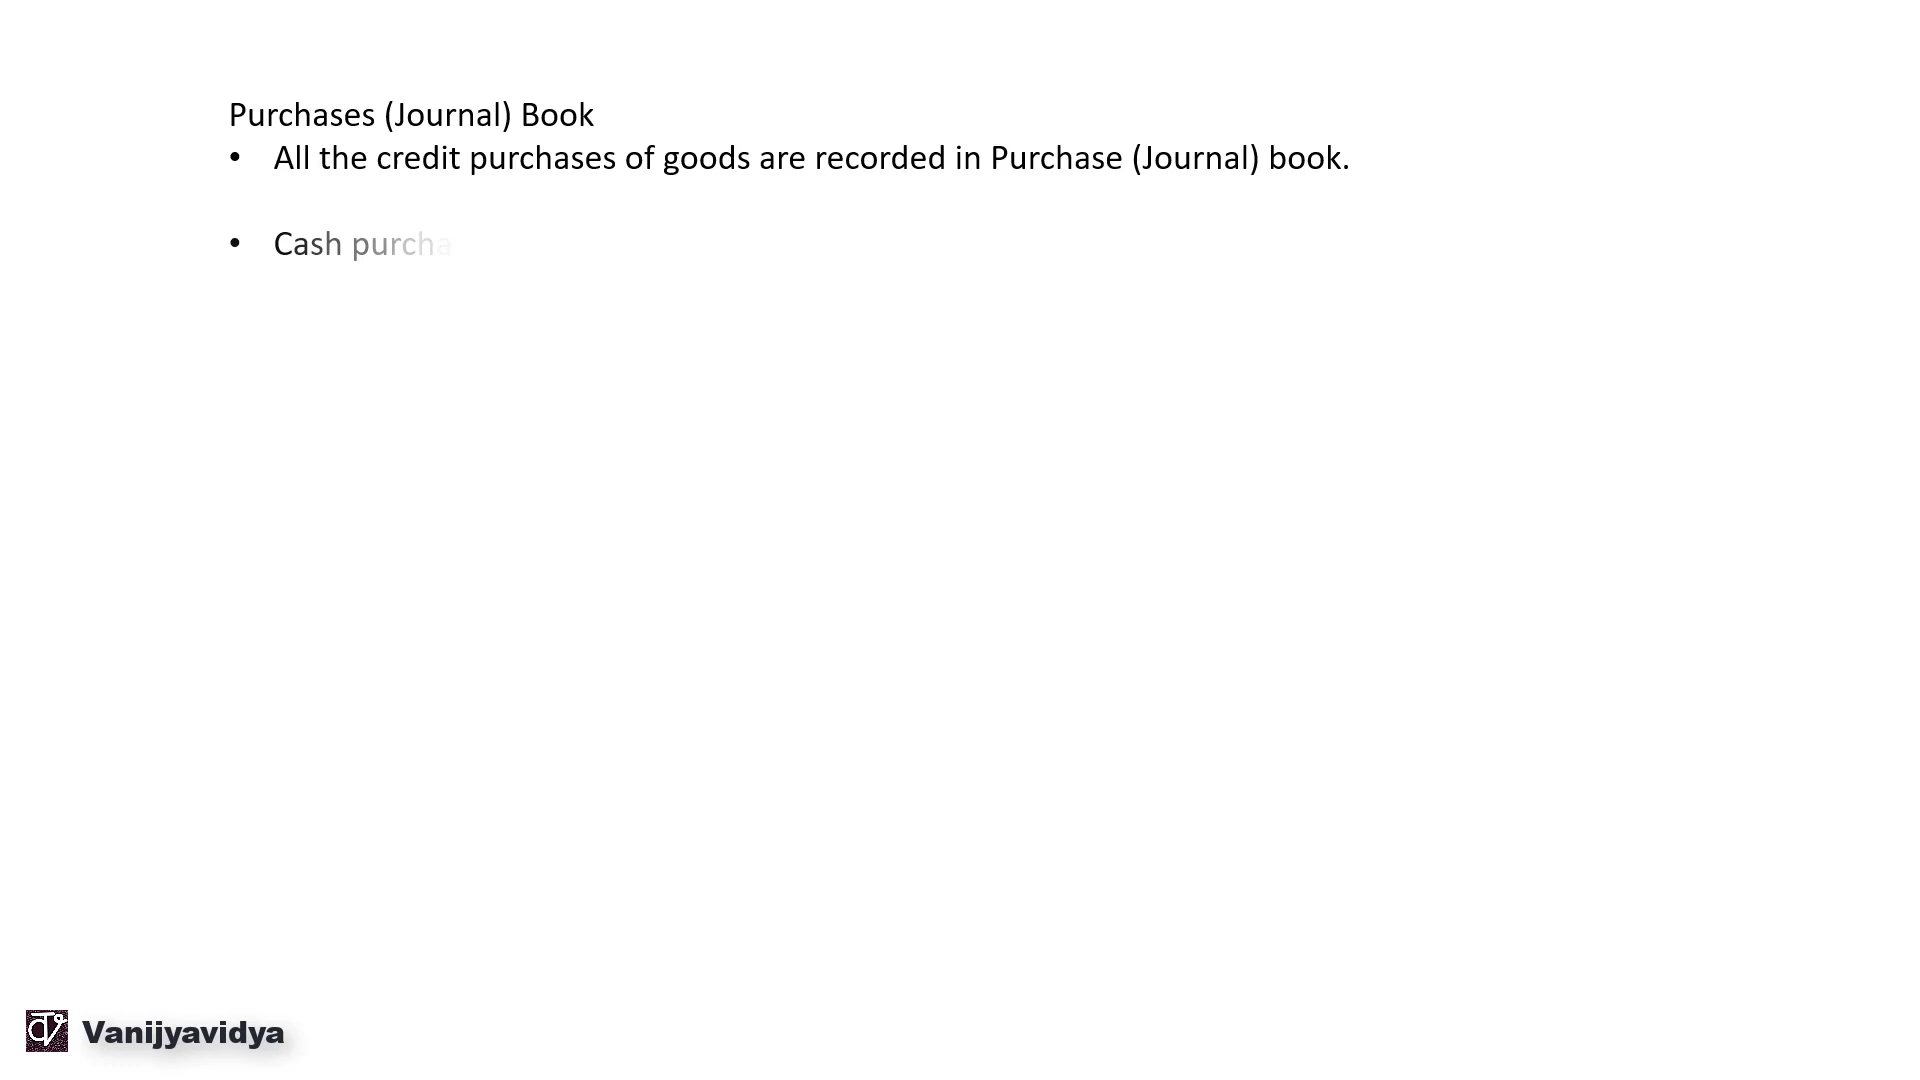 Purchases (Journal) Book
• All the credit purchases of goods are recorded in Purchase (Journal) book.
• Cash purcha
Vanijyavidya